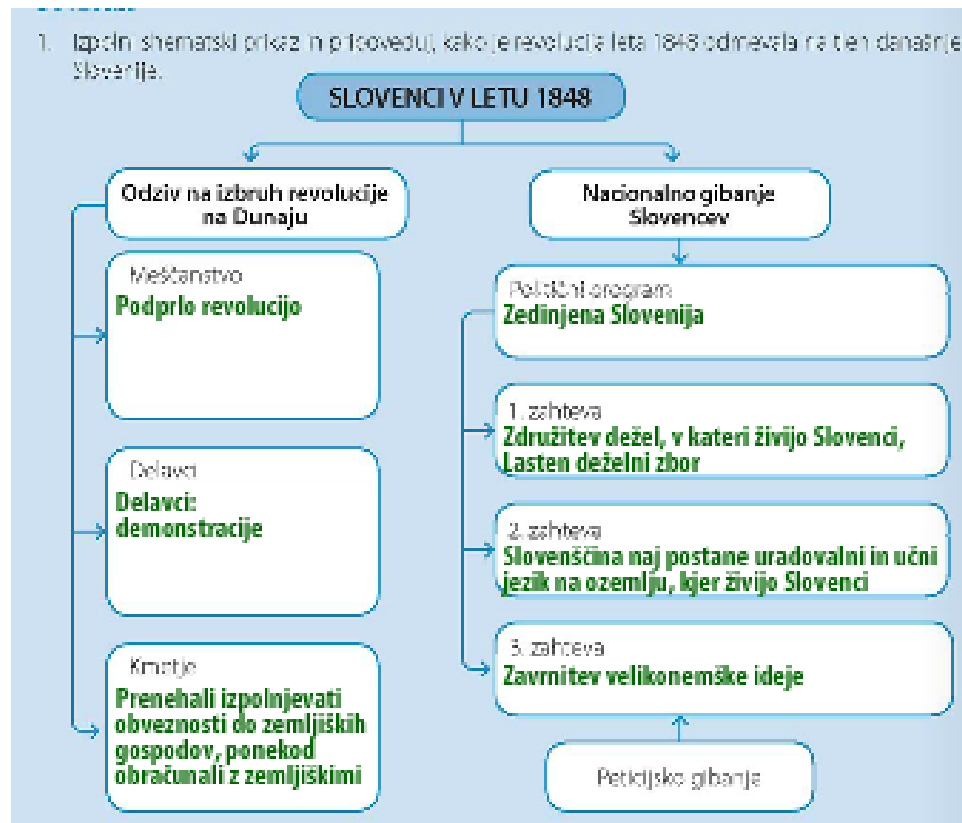 1. Izpolni shematski prikaz in pripoveduj, kako je revolucija leta 1848 odmevala na tleh današnje
Slovenije.
SLOVENCI V LETU 1848
Odziv na izbruh revolucije
na Dunaju
Meščanstvo
Podprlo revolucijo
Delavci
Delavci:
demonstracije
Kmetje
Prenehali izpolnjevati
obveznosti do zemljiških
gospodov, ponekod
obračunali z zemljiškimi
Nacionalno gibanje
Slovencev
Politični program
Zedinjena Slovenija
1. zahteva
Združitev dežel, v kateri živijo Slovenci,
Lasten deželni zbor
2. zahteva
Slovenščina naj postane uradovalni in učni
jezik na ozemlju, kjer živijo Slovenci
3. zahteva
Zavrnitev velikonemške ideje
Peticijsko gibanje